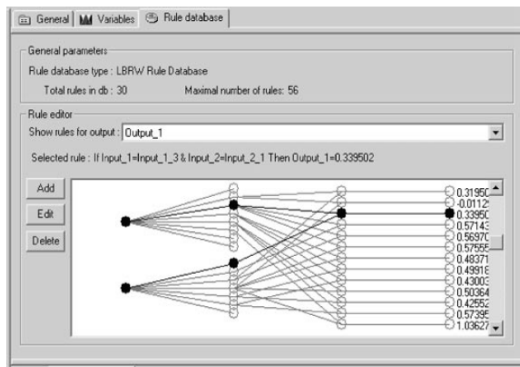 General
Variables
Rule database
General parameters
Rule database type : LBRW Rule Database
Total rules in db : 30 Maximal number of rules: 56
Rule editor
Show rules for output : Output_1
Selected rule : If Input_1=Input_1_3 & Input_2=Input_2_1 Then Output_1=0.339502
Add
Edit
Delete
0.31950
-0.01129
0.33950
0.57143
0.56970
0.57555
0.48371
0.49918
0.43003
0.50364
0.42552
0.57395
1.03627